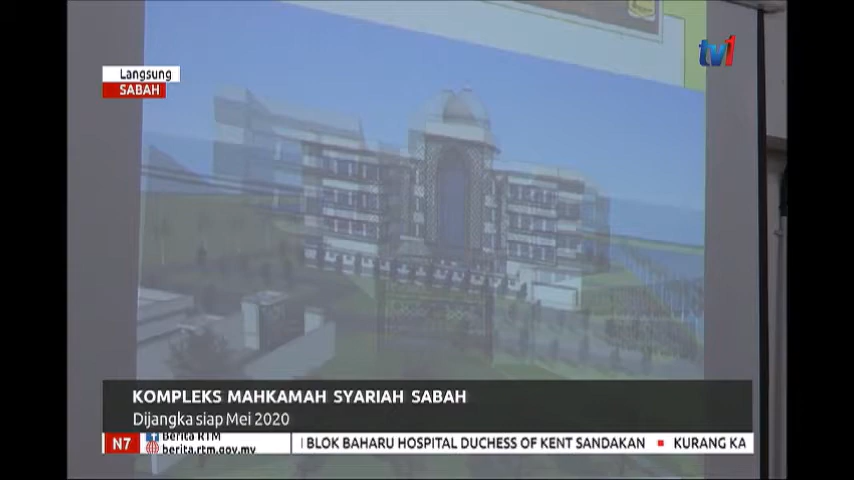 tv1
Langsung
SABAH
KOMPLEKS MAHKAMAH SYARIAH SABAH
Dijangka siap Mei 2020
N7
Berita RTM
berita.rtm.gov.my
BLOK BAHARU HOSPITAL DUCHESS OF KENT SANDAKAN ▪ KURANG KA